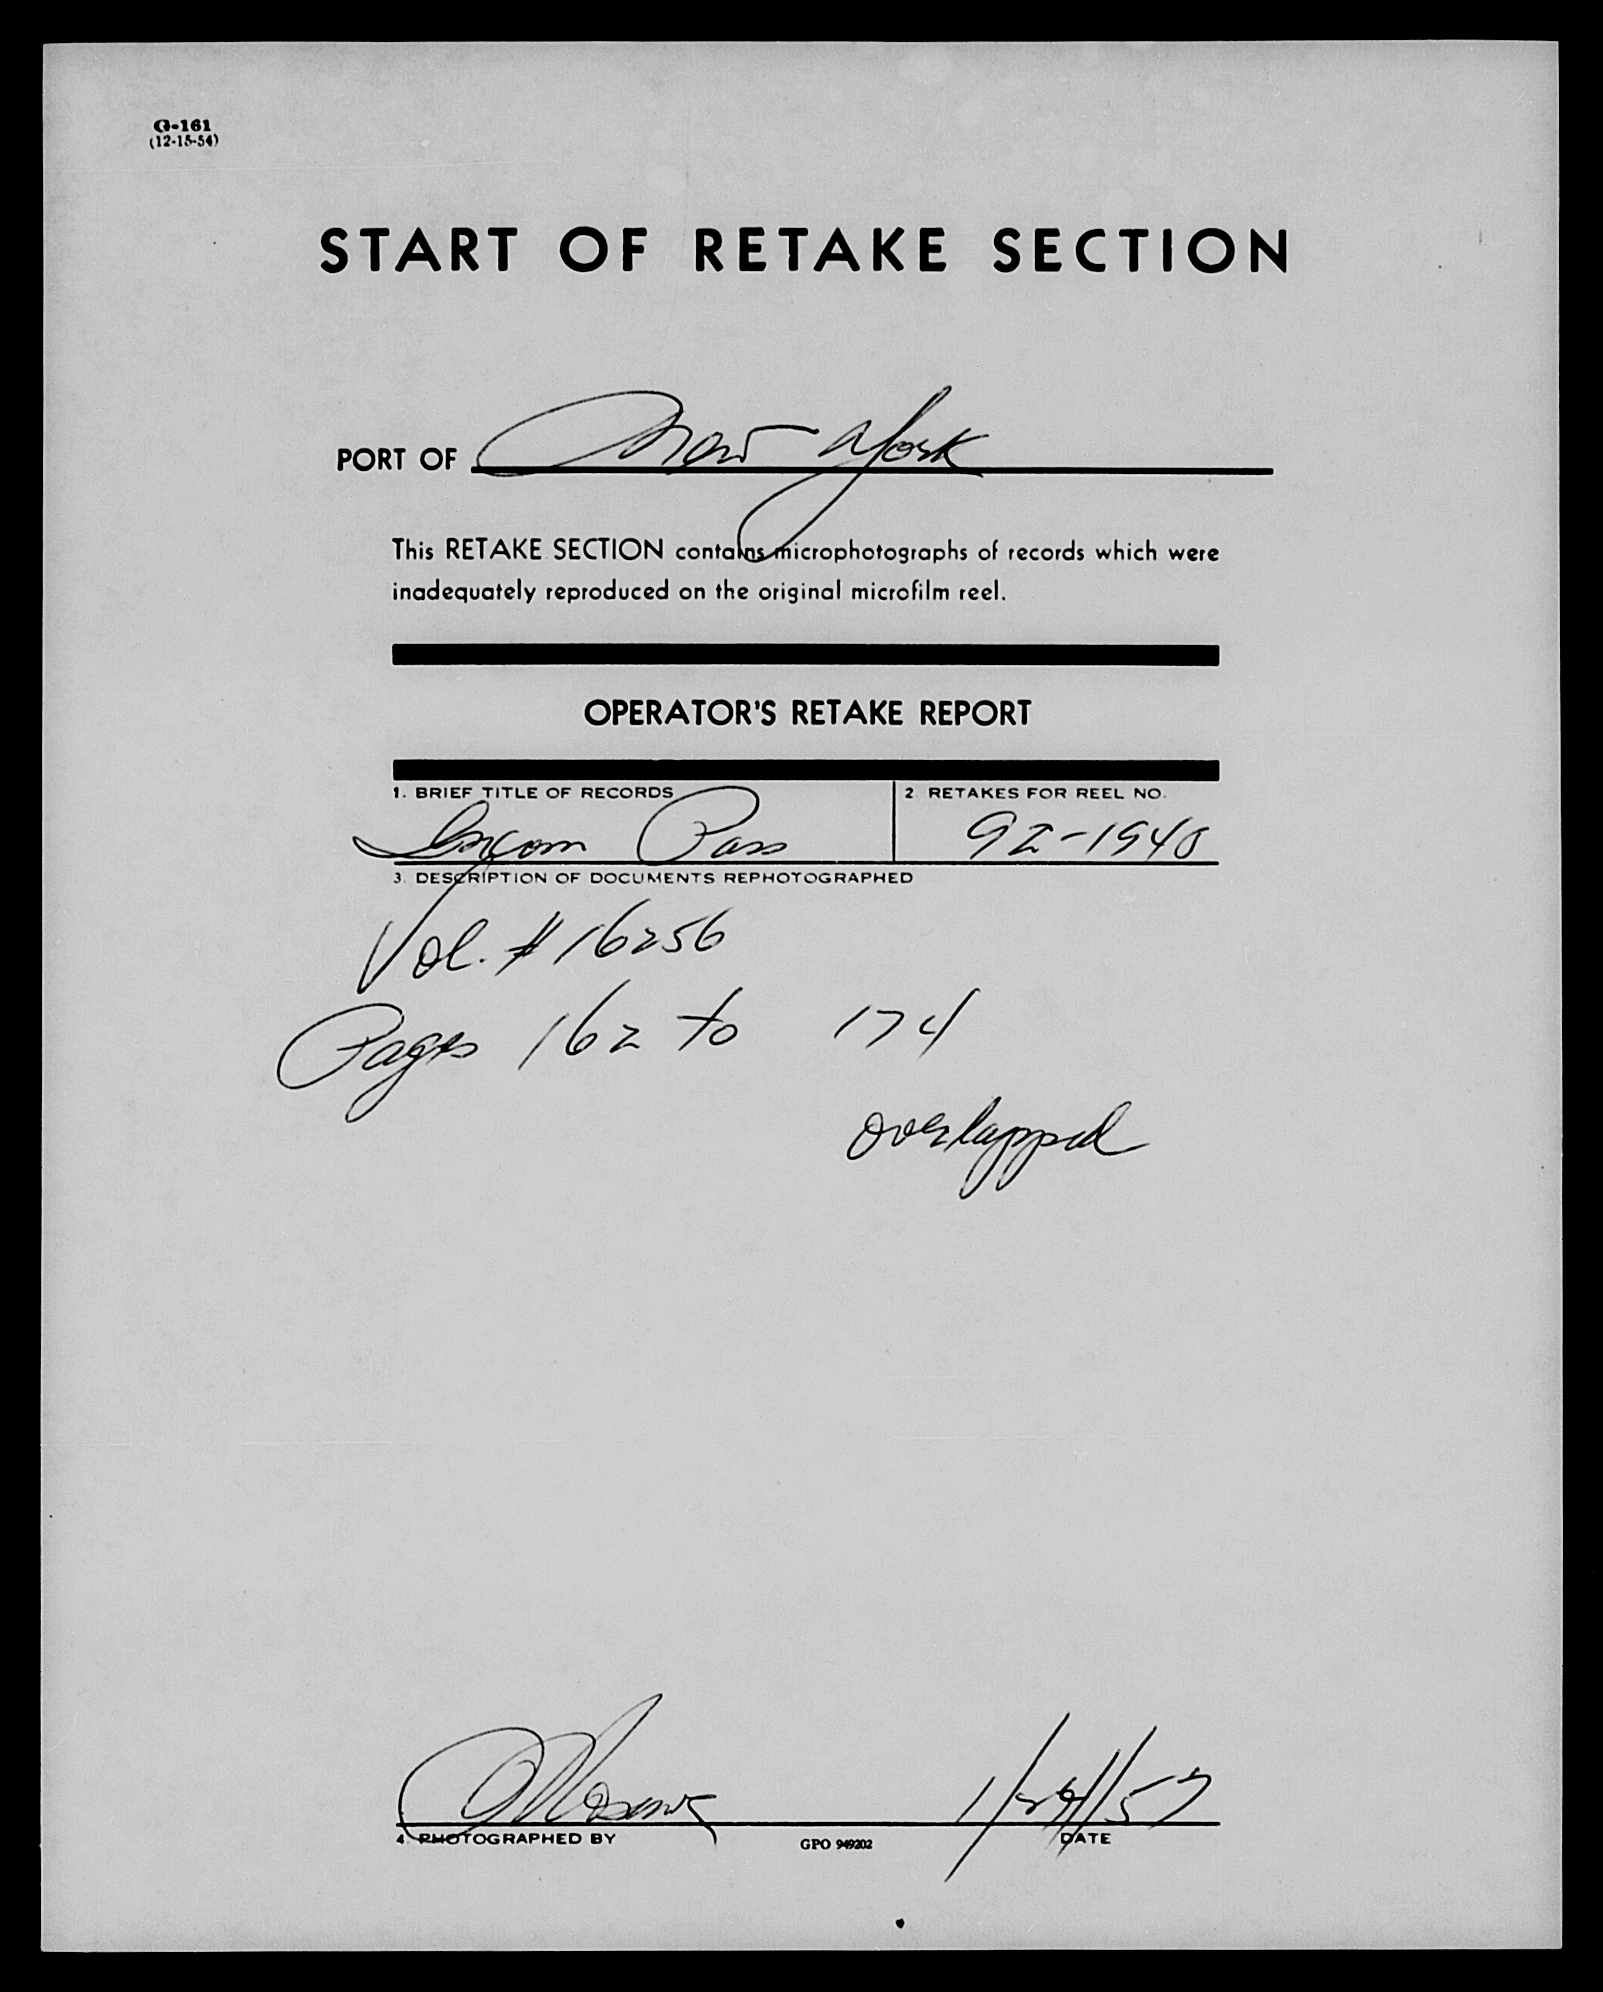 G-161
(12-15-54)
START OF RETAKE SECTION
PORT OF New York
This RETAKE SECTION contains microphotographs of records which were
inadequately reproduced on the original microfilm reel.
OPERATOR'S RETAKE REPORT
1. BRIEF TITLE OF RECORDS
2. RETAKES FOR REEL NO.
Incom Pass
92-1948
3. DESCRIPTION OF DOCUMENTS REPHOTOGRAPHED
Vol. # 16256
Pages 162 to 174
overlapped
4. PHOTOGRAPHED BY
GPO 949202
DATE